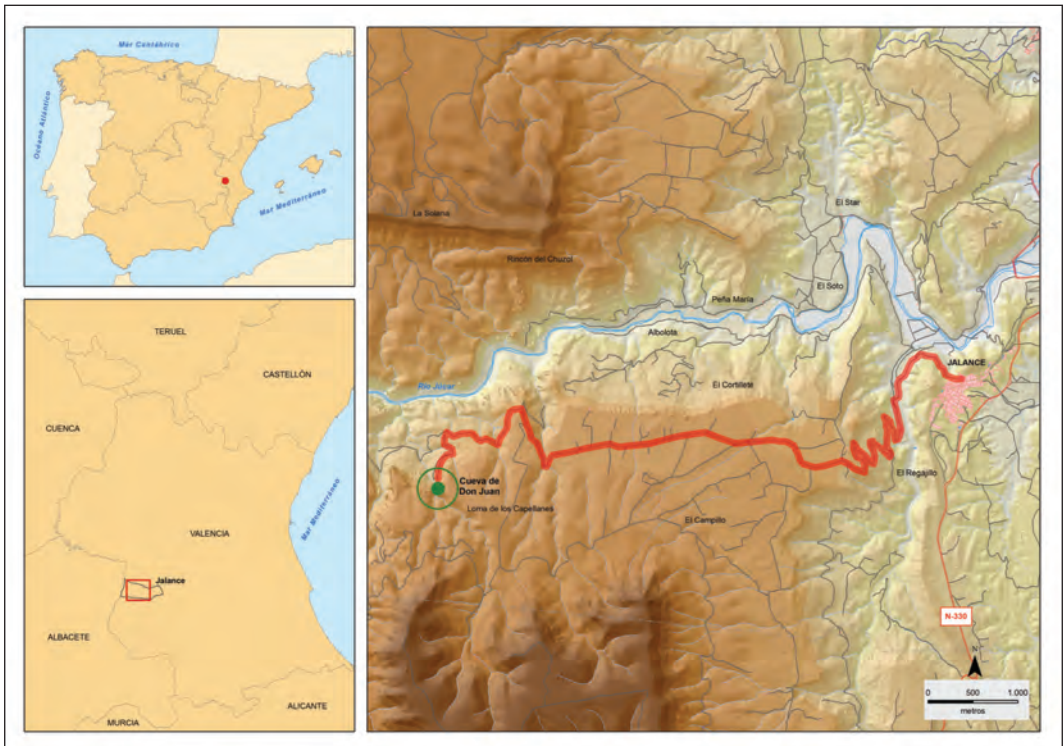 Mar Cantábrico
Océano Atlántico
Mar Mediterráneo
TERUEL
CASTELLÓN
CUENCA
Mar Mediterráneo
VALENCIA
Jalance
ALBACETE
ALICANTE
MURCIA
La Solana
El Star
Rincón del Chuzol
El Soto
Peña María
Albolota
JALANCE
Río Júcar
El Cortilete
El Regajillo
Cueva de
Don Juan
Loma de los Capellanes
El Campillo
N-330
N
0 500 1.000
metros